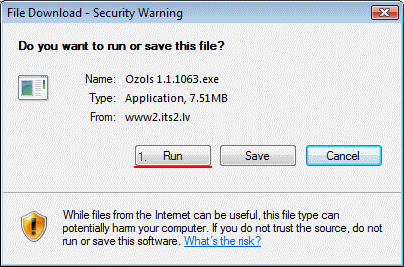 File Download - Security Warning
Do you want to run or save this file?
Name: Ozols 1.1.1063.exe
Type: Application, 7.51MB
From: www2.its2.lv
1. Run Save Cancel
While files from the Internet can be useful, this file type can
potentially harm your computer. If you do not trust the source, do not
run or save this software. What's the risk?